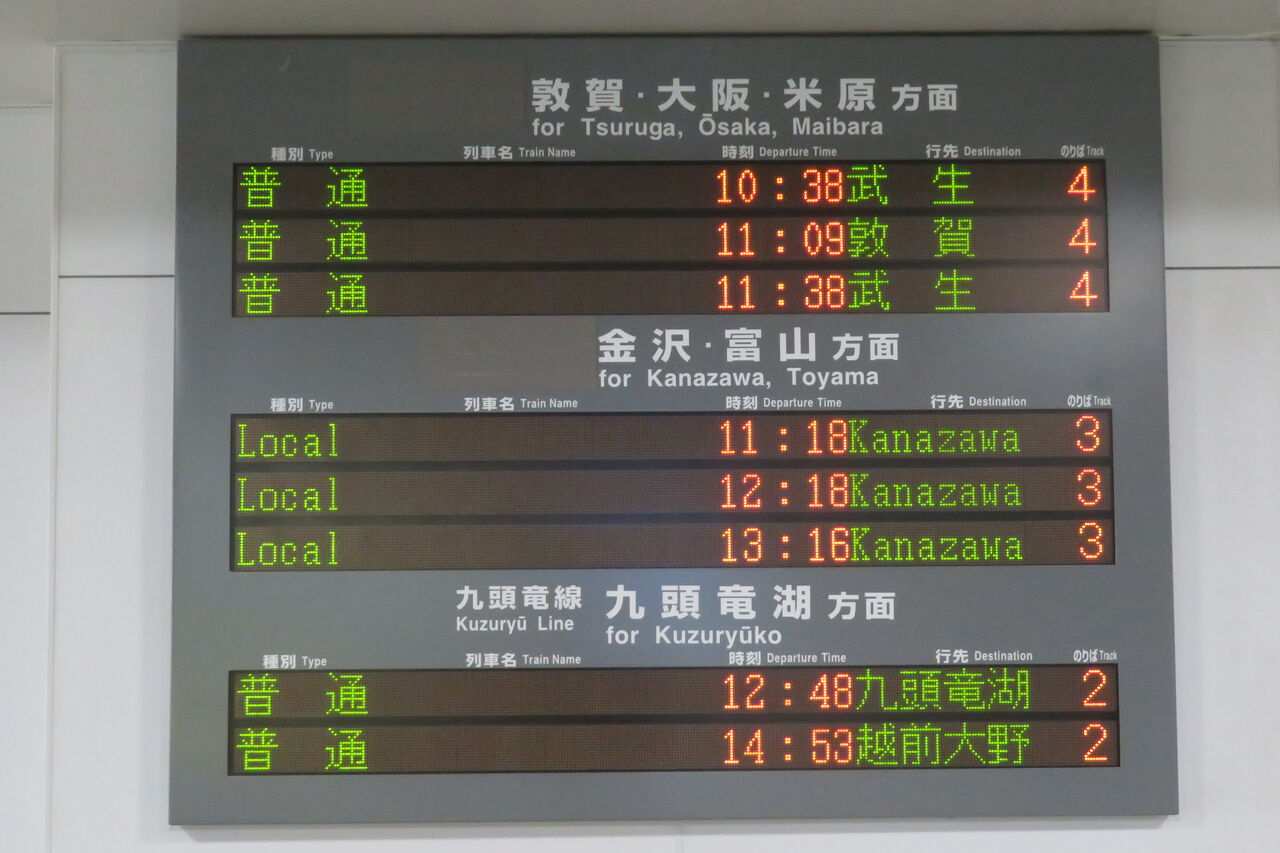 敦賀・大阪・米原 方面
for Tsuruga, Ōsaka, Maibara
種別 Type 列車名 Train Name 時刻 Departure Time 行先 Destination のりば Track
普通 10:38 武生 4
普通 11:09 敦賀 4
普通 11:38 武生 4
金沢・富山 方面
for Kanazawa, Toyama
種別 Type 列車名 Train Name 時刻 Departure Time 行先 Destination のりば Track
Local 11:18 Kanazawa 3
Local 12:18 Kanazawa 3
Local 13:16 Kanazawa 3
九頭竜線 九頭竜湖 方面
Kuzuryū Line for Kuzuryūko
種別 Type 列車名 Train Name 時刻 Departure Time 行先 Destination のりば Track
普通 12:48 九頭竜湖 2
普通 14:53 越前大野 2